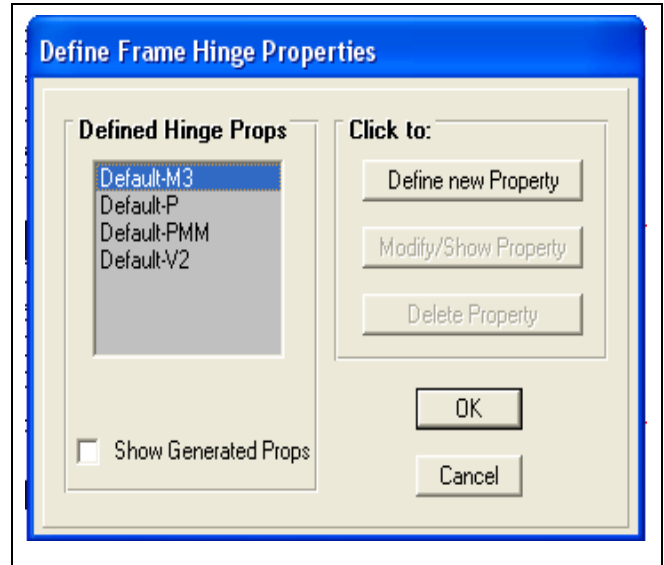 Define Frame Hinge Properties
Defined Hinge Props
Default-M3
Default-P
Default-PMM
Default-V2
Show Generated Props
Click to:
Define new Property
Modify/Show Property
Delete Property
OK
Cancel